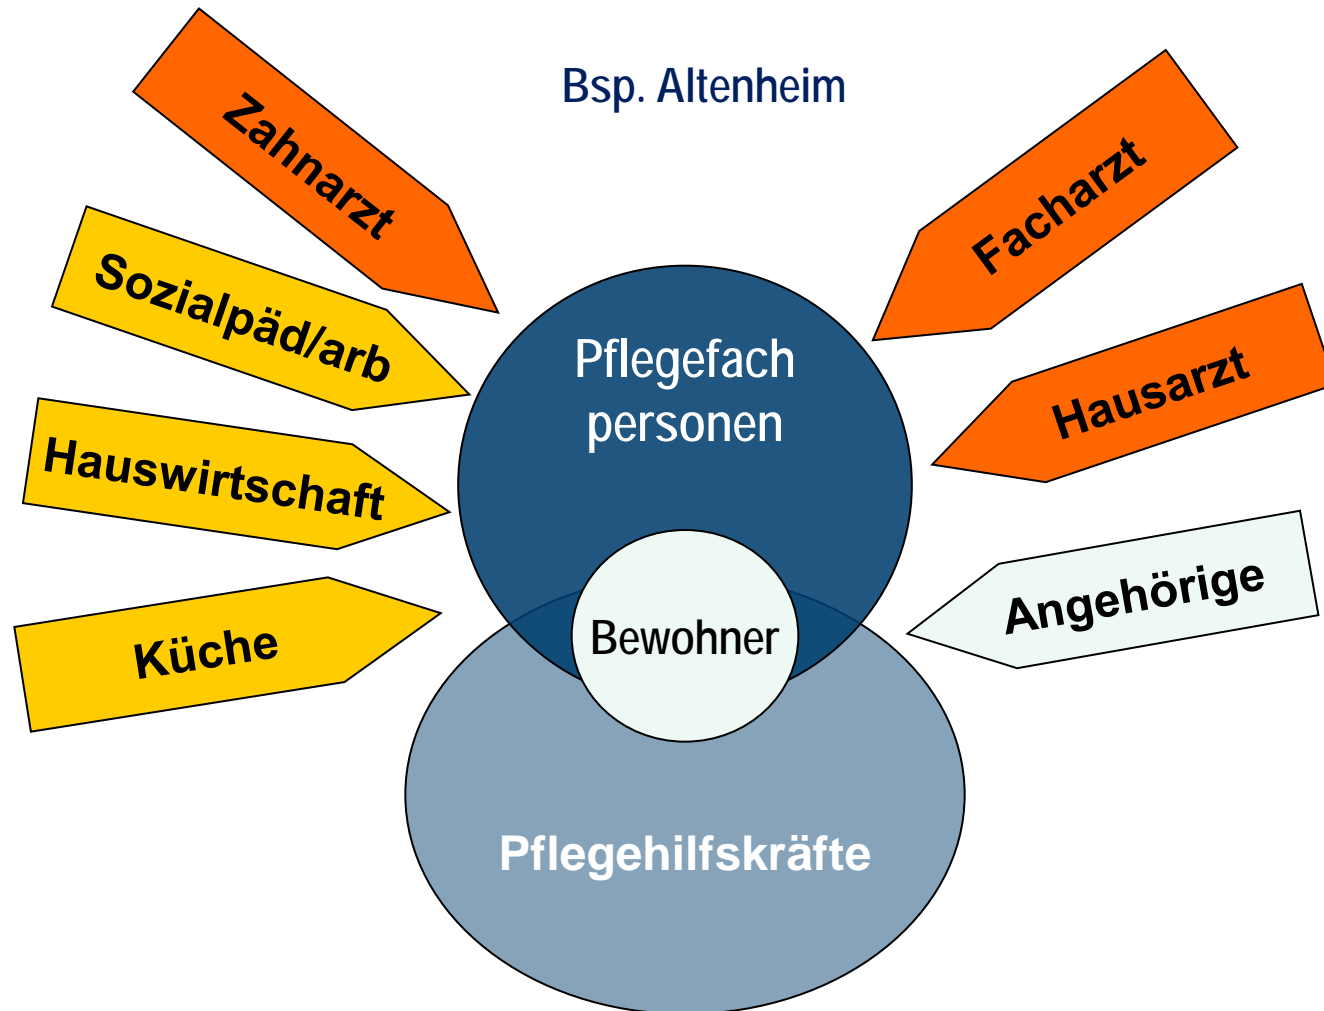 Bsp. Altenheim
Zahnarzt
Facharzt
Sozialpäd/arb
Hausarzt
Pflegefach
personen
Hauswirtschaft
Angehörige
Küche
Bewohner
Pflegehilfskräfte